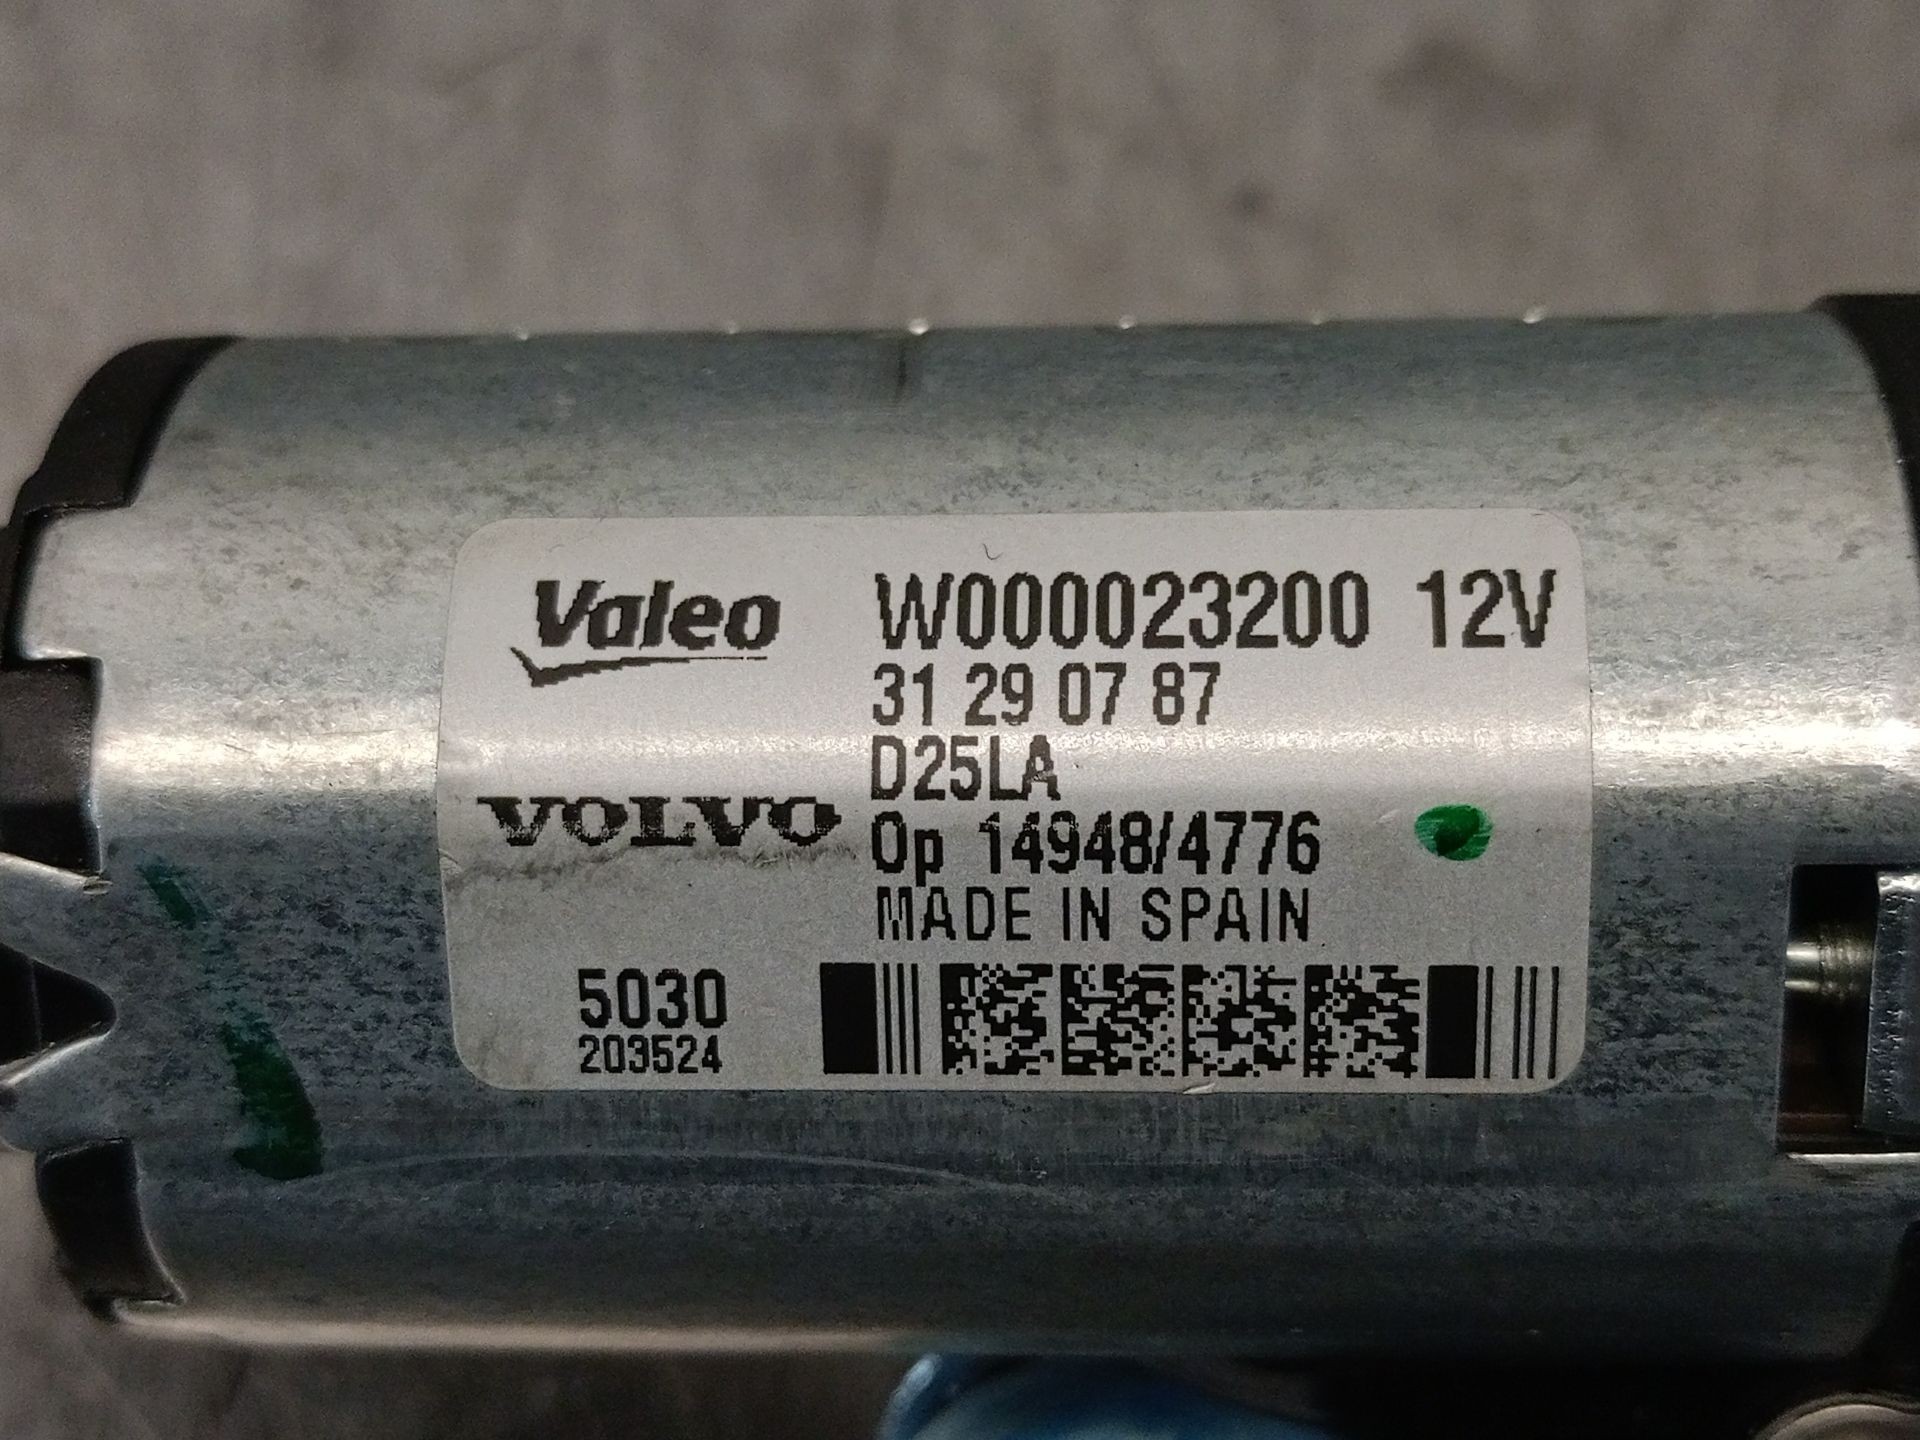 Valeo W000023200 12V
31 29 07 87
D25LA
VOLVO Op 14948/4776
MADE IN SPAIN
5030
203524